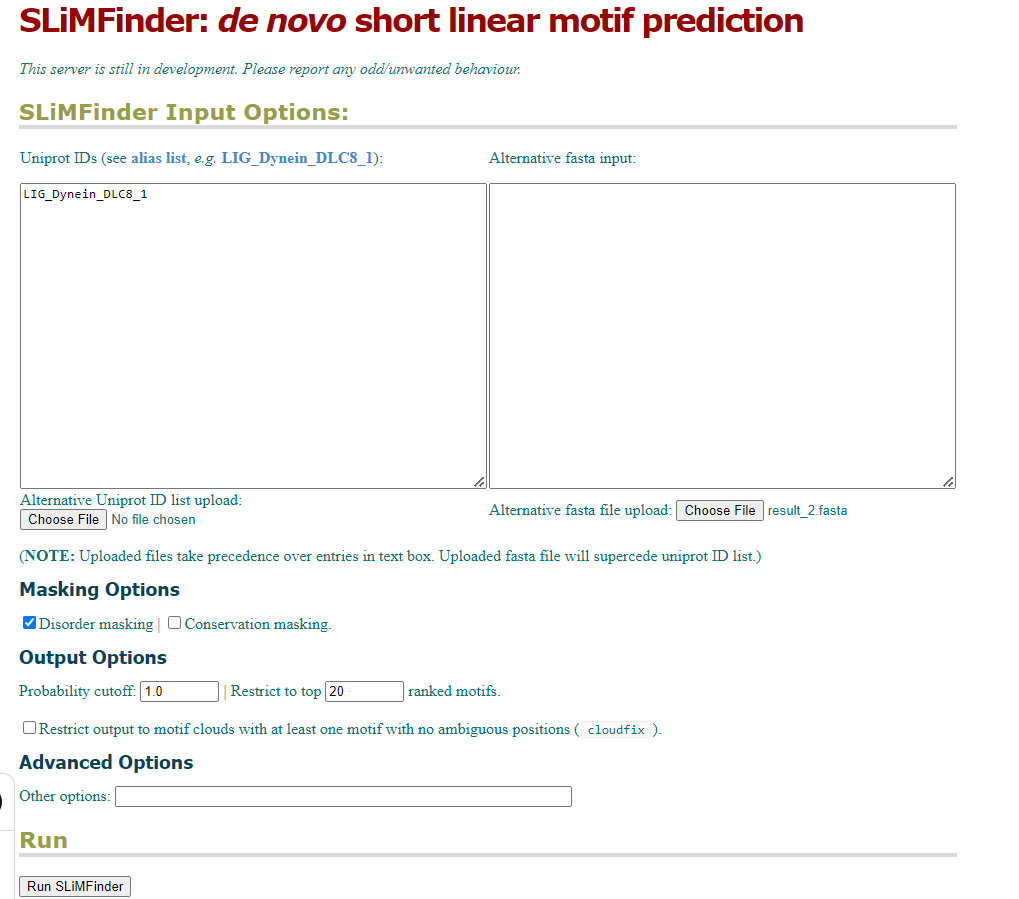 SLiMFinder: de novo short linear motif prediction
This server is still in development. Please report any odd/unwanted behaviour.
SLiMFinder Input Options:
Uniprot IDs (see alias list, e.g. LIG_Dynein_DLC8_1):
Alternative fasta input:
LIG_Dynein_DLC8_1
Alternative Uniprot ID list upload:
Choose File No file chosen
Alternative fasta file upload: Choose File result_2.fasta
(NOTE: Uploaded files take precedence over entries in text box. Uploaded fasta file will supercede uniprot ID list.)
Masking Options
Disorder masking | Conservation masking.
Output Options
Probability cutoff: 1.0 | Restrict to top 20 ranked motifs.
Restrict output to motif clouds with at least one motif with no ambiguous positions ( cloudfix ).
Advanced Options
Other options:
Run
Run SLiMFinder